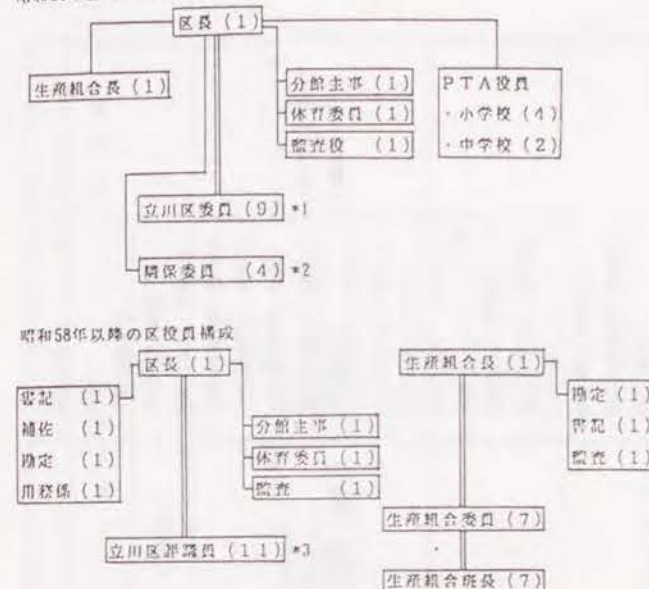 区長 (1)
生産組合長 (1)
分館主事 (1)
体育委員 (1)
監査役 (1)
PTA役員
・小学校 (4)
・中学校 (2)
立川区委員 (9) *1
隣保委員 (4) *2
昭和58年以降の区役員構成
区長 (1)
書記 (1)
補佐 (1)
勘定 (1)
用務係 (1)
分館主事 (1)
体育委員 (1)
監査 (1)
立川区評議員 (11) *3
生産組合長 (1)
勘定 (1)
書記 (1)
監査 (1)
生産組合委員 (7)
生産組合班長 (7)